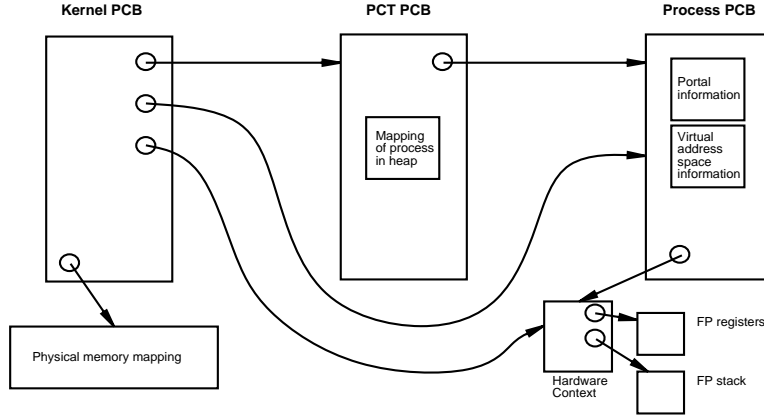 Kernel PCB
PCT PCB
Process PCB
Portal
information
Mapping
of process
in heap
Virtual
address
space
information
Physical memory mapping
FP registers
Hardware
Context
FP stack